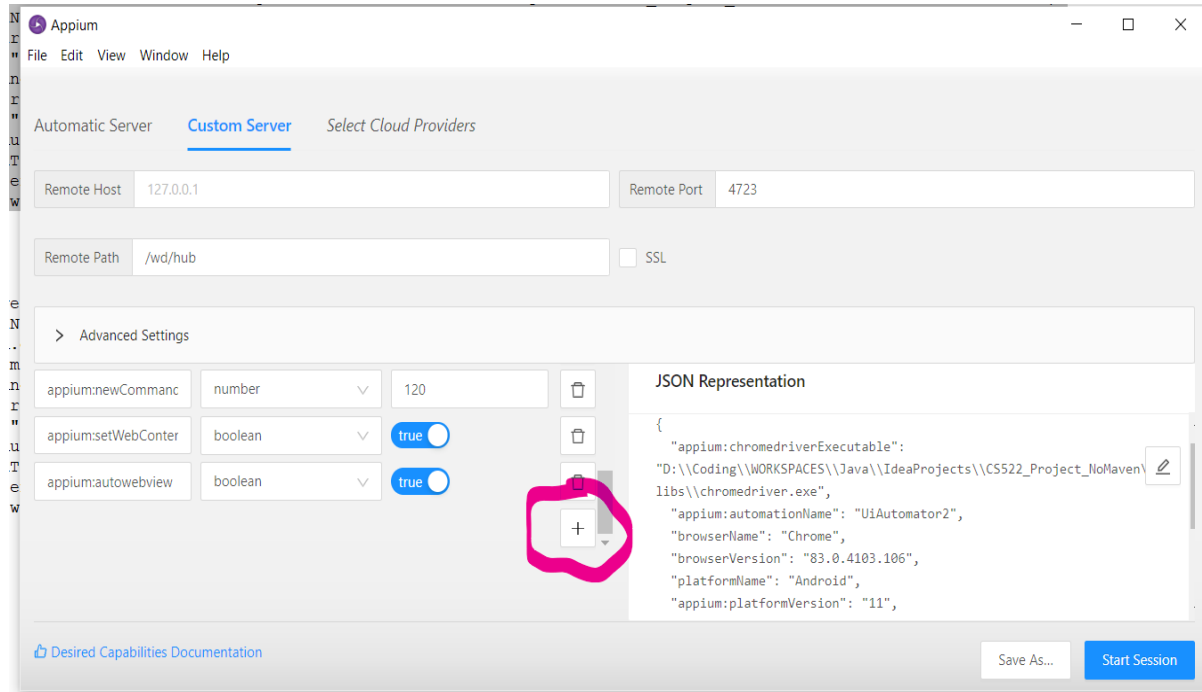 Appium
File Edit View Window Help
Automatic Server Custom Server Select Cloud Providers
Remote Host 127.0.0.1 Remote Port 4723
Remote Path /wd/hub SSL
Advanced Settings
appium:newCommanc number 120
appium:setWebConter boolean true
appium:autowebview boolean true
JSON Representation
{
"appium:chromedriverExecutable":
"D:\\Coding\\WORKSPACES\\Java\\IdeaProjects\\CS522_Project_NoMaven\
libs\\chromedriver.exe",
"appium:automationName": "UiAutomator2",
"browserName": "Chrome",
"browserVersion": "83.0.4103.106",
"platformName": "Android",
"appium:platformVersion": "11",
Desired Capabilities Documentation
Save As... Start Session